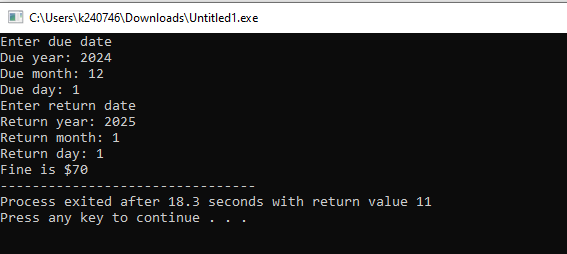 C:\Users\k240746\Downloads\Untitled1.exe
Enter due date
Due year: 2024
Due month: 12
Due day: 1
Enter return date
Return year: 2025
Return month: 1
Return day: 1
Fine is $70
--------------------------------
Process exited after 18.3 seconds with return value 11
Press any key to continue . . .